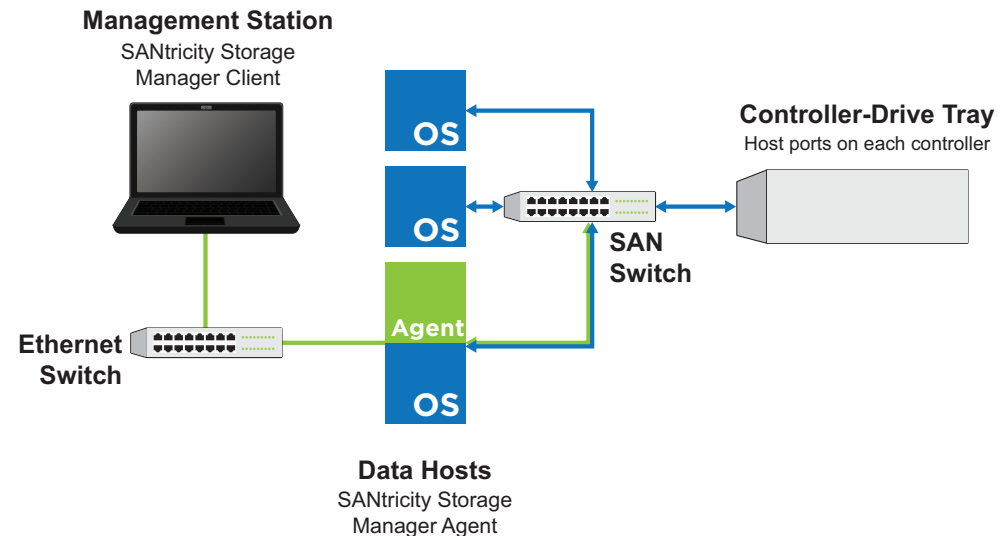 Management Station
SANtricity Storage
Manager Client
OS
Controller-Drive Tray
Host ports on each controller
OS
SAN
Switch
Agent
Ethernet
Switch
OS
Data Hosts
SANtricity Storage
Manager Agent